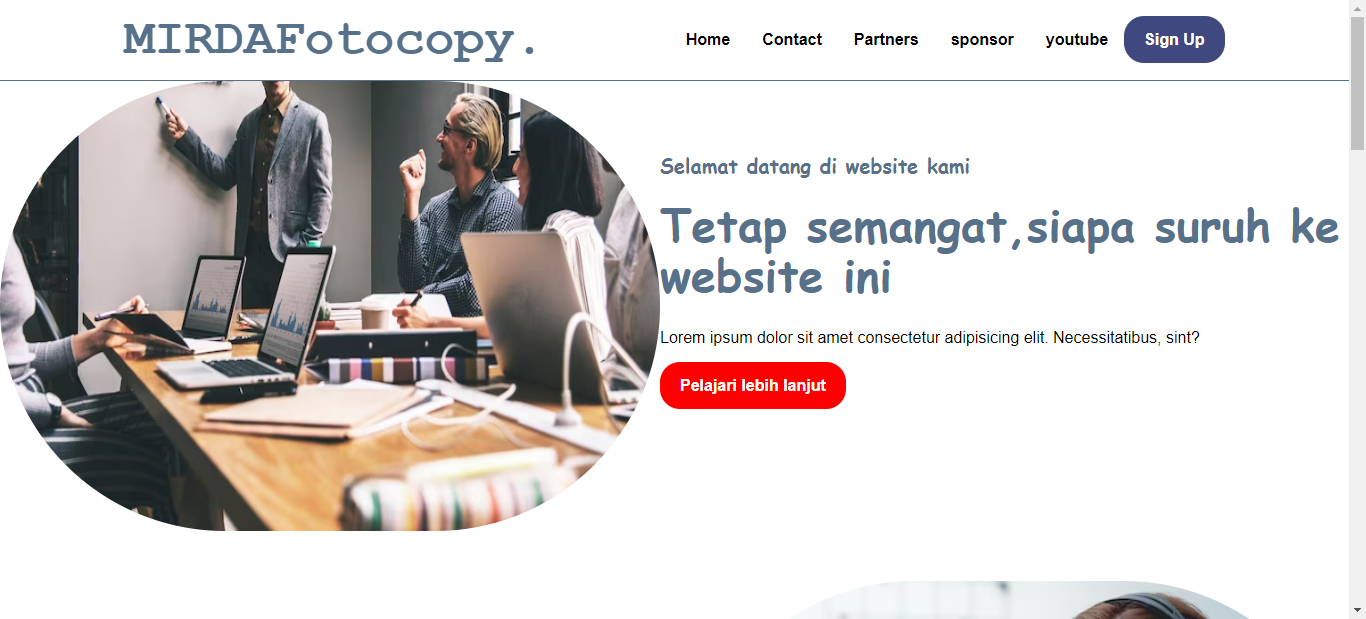 MIRDAFotocopy.
Home Contact Partners sponsor youtube Sign Up
Selamat datang di website kami
Tetap semangat,siapa suruh ke
website ini
Lorem ipsum dolor sit amet consectetur adipisicing elit. Necessitatibus, sint?
Pelajari lebih lanjut